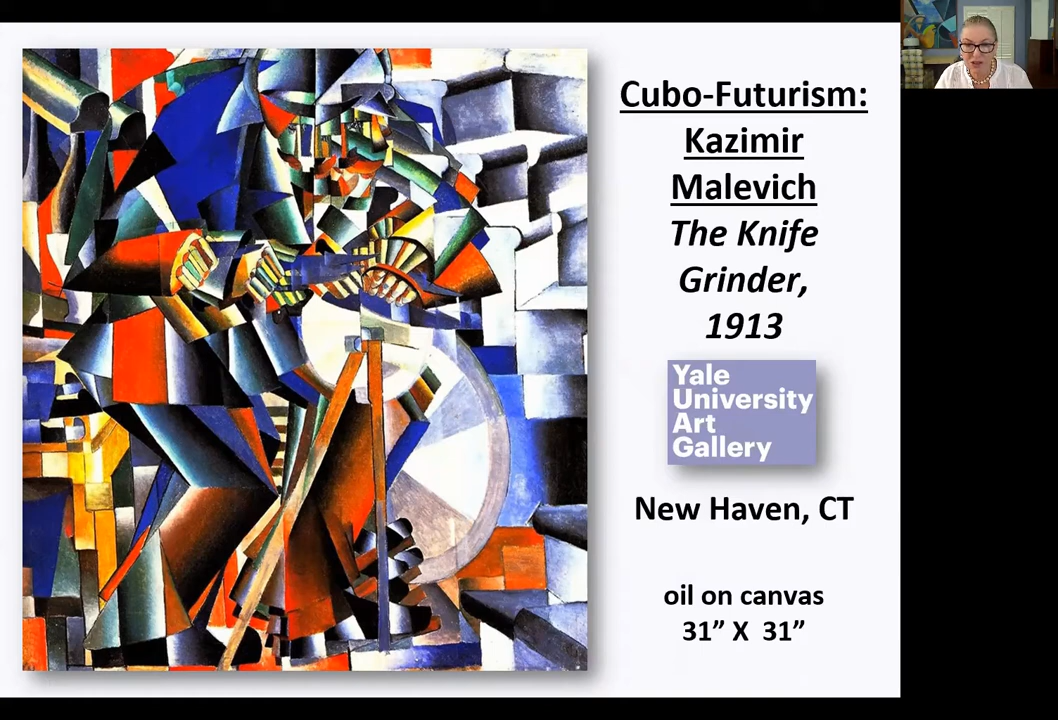 Cubo-Futurism:
Kazimir
Malevich
The Knife
Grinder,
1913
Yale
University
Art
Gallery
New Haven, CT
oil on canvas
31” X  31”